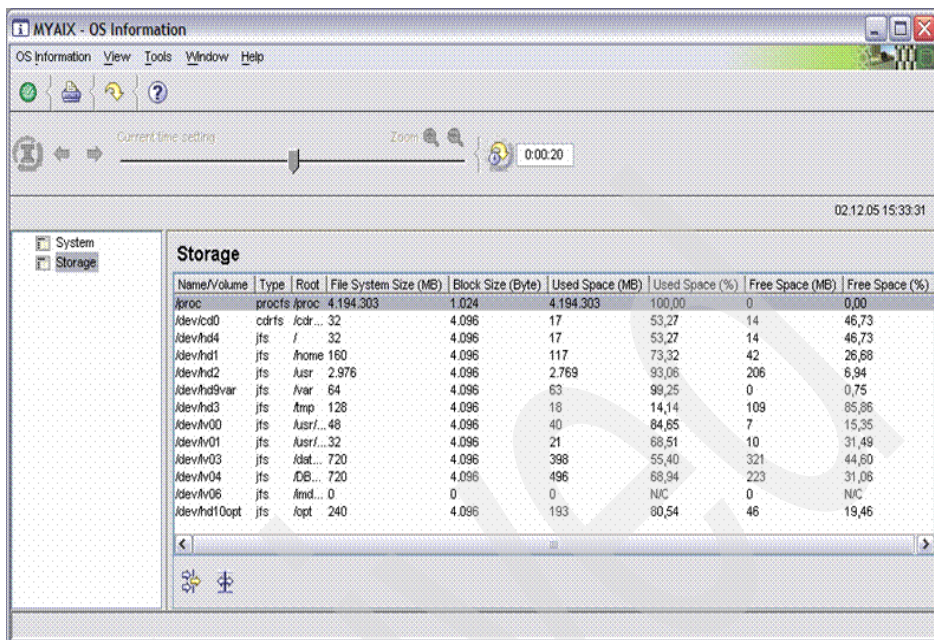 MYAIX - OS Information
OS Information View Tools Window Help
Current time setting Zoom 0:00:20
02.12.05 15:33:31
System
Storage
Storage
Name/Volume Type Root File System Size (MB) Block Size (Byte) Used Space (MB) Used Space (%) Free Space (MB) Free Space (%)
/proc procfs /proc 4.194.303 1.024 4.194.303 100,00 0 0,00
/dev/cd0 cdrfs /cdr... 32 4.096 17 53,27 14 46,73
/dev/hd4 jfs / 32 4.096 17 53,27 14 46,73
/dev/hd1 jfs /home 160 4.096 117 73,32 42 26,68
/dev/hd2 jfs /usr 2.976 4.096 2.769 93,06 206 6,94
/dev/hd9var jfs /var 64 4.096 63 99,25 0 0,75
/dev/hd3 jfs /tmp 128 4.096 18 14,14 109 85,86
/dev/lv00 jfs /usr/... 48 4.096 40 84,65 7 15,35
/dev/lv01 jfs /usr/... 32 4.096 21 68,51 10 31,49
/dev/lv03 jfs /dat... 720 4.096 398 55,40 321 44,60
/dev/lv04 jfs /DB... 720 4.096 496 68,94 223 31,06
/dev/lv06 jfs /imd... 0 0 0 N/C 0 N/C
/dev/hd10opt jfs /opt 240 4.096 193 80,54 46 19,46